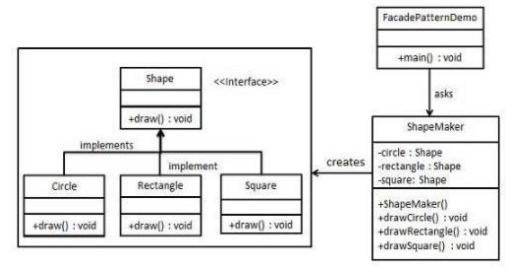 FacadePatternDemo
+main() : void
asks
Shape
<<Interface>>
+draw() : void
implements
implement
Circle
+draw() : void
Rectangle
+draw() : void
Square
+draw() : void
creates
ShapeMaker
-circle : Shape
-rectangle : Shape
-square: Shape
+ShapeMaker()
+drawCircle() : void
+drawRectangle() : void
+drawSquare() : void